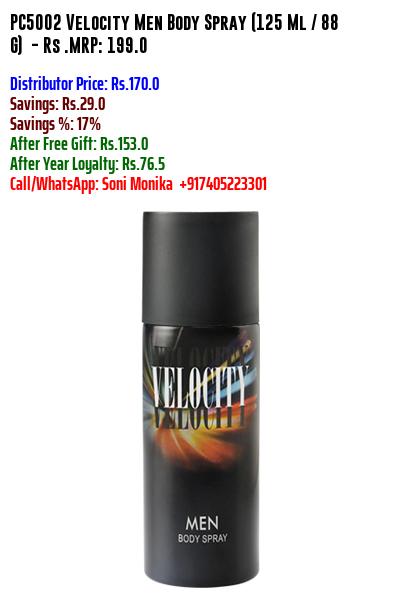 PC5002 Velocity Men Body Spray (125 Ml / 88
G) - Rs .MRP: 199.0
Distributor Price: Rs.170.0
Savings: Rs.29.0
Savings %: 17%
After Free Gift: Rs.153.0
After Year Loyalty: Rs.76.5
Call/WhatsApp: Soni Monika +917405223301
VELOCITY
VELOCITY
VELOCITY
MEN
BODY SPRAY